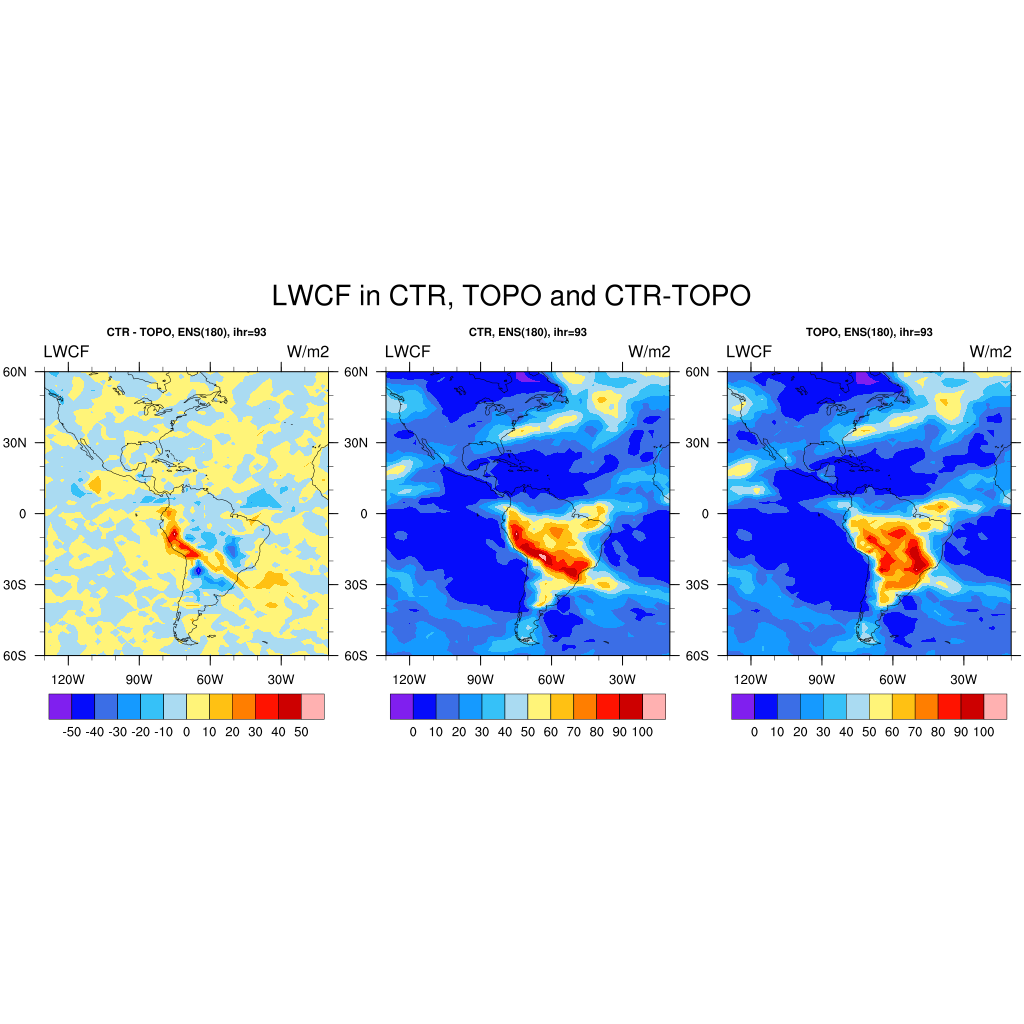 LWCF in CTR, TOPO and CTR-TOPO
CTR - TOPO, ENS(180), ihr=93
LWCF W/m2
60N
30N
0
30S
60S
120W 90W 60W 30W
-50 -40 -30 -20 -10 0 10 20 30 40 50
CTR, ENS(180), ihr=93
LWCF W/m2
60N
30N
0
30S
60S
120W 90W 60W 30W
0 10 20 30 40 50 60 70 80 90 100
TOPO, ENS(180), ihr=93
LWCF W/m2
60N
30N
0
30S
60S
120W 90W 60W 30W
0 10 20 30 40 50 60 70 80 90 100